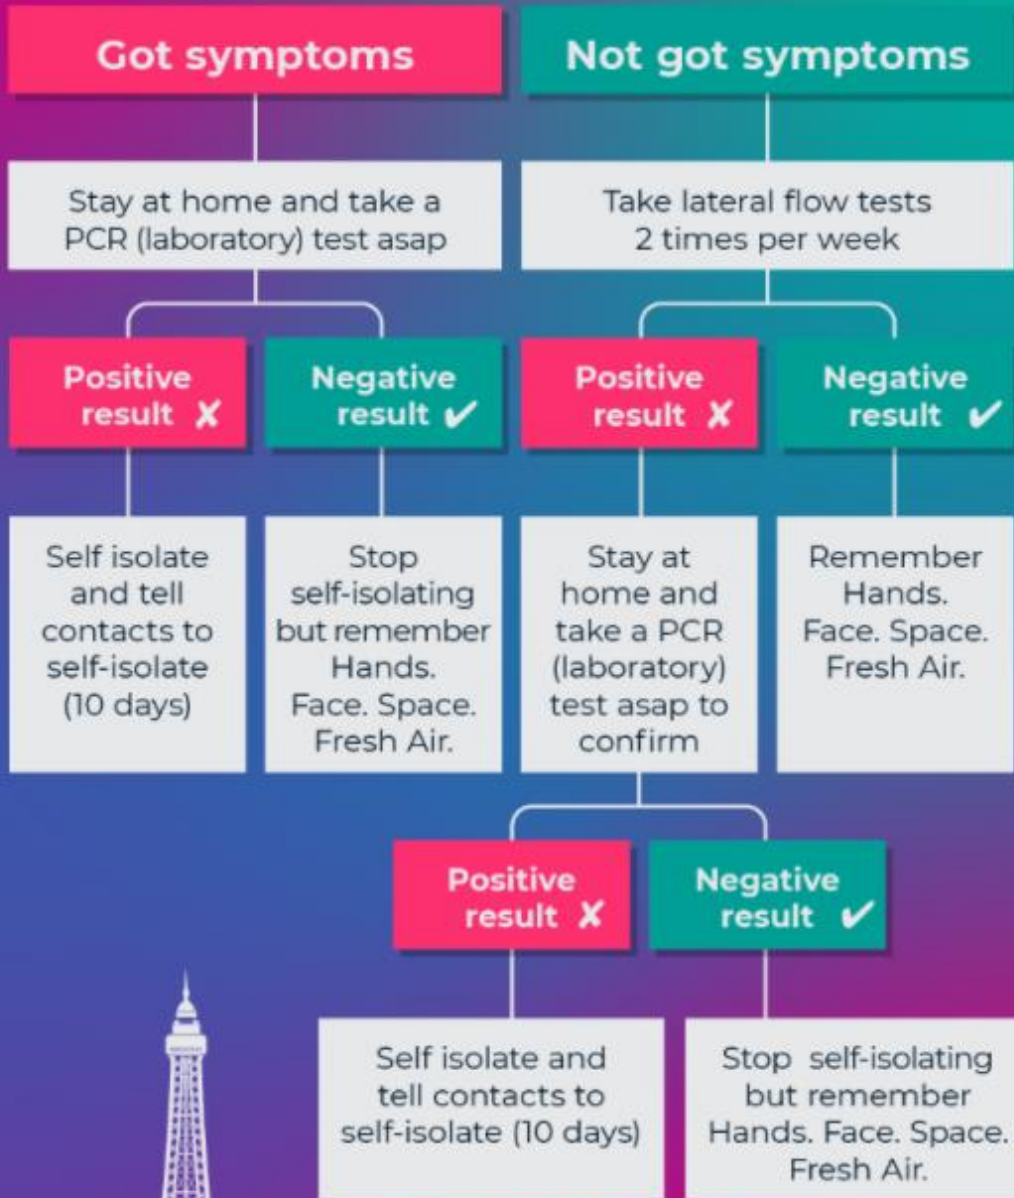 Got symptoms
Not got symptoms
Stay at home and take a
PCR (laboratory) test asap
Take lateral flow tests
2 times per week
Positive
result ✘
Negative
result ✔
Positive
result ✘
Negative
result ✔
Self isolate
and tell
contacts to
self-isolate
(10 days)
Stop
self-isolating
but remember
Hands.
Face. Space.
Fresh Air.
Stay at
home and
take a PCR
(laboratory)
test asap to
confirm
Remember
Hands.
Face. Space.
Fresh Air.
Positive
result ✘
Negative
result ✔
Self isolate and
tell contacts to
self-isolate (10 days)
Stop self-isolating
but remember
Hands. Face. Space.
Fresh Air.